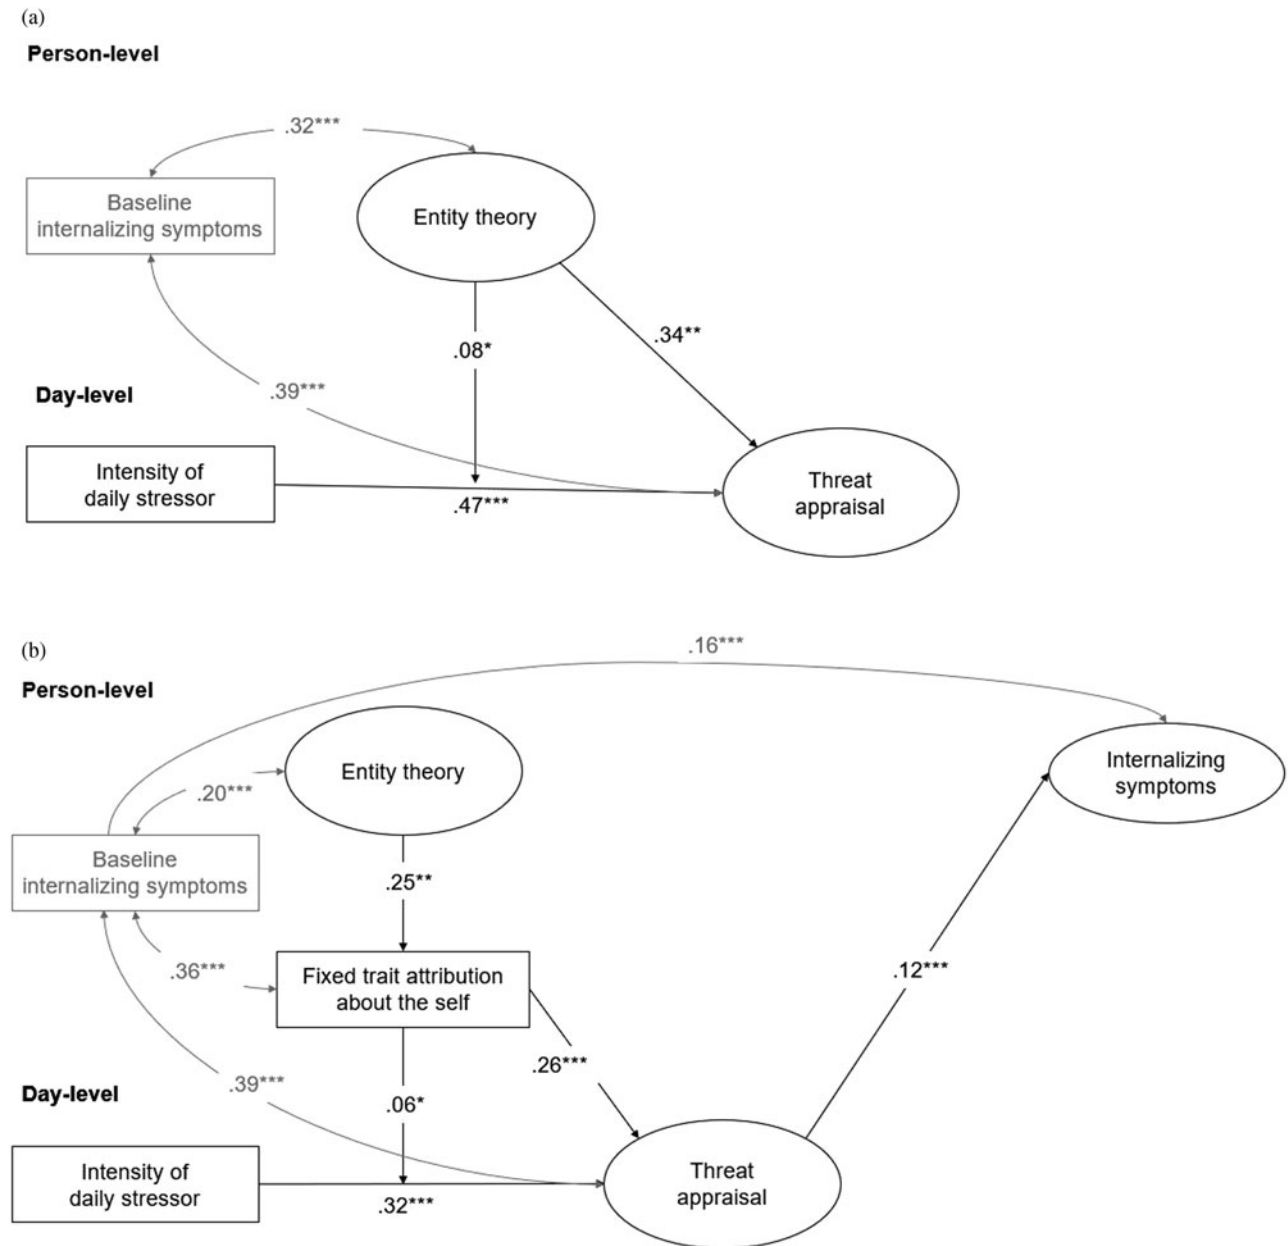 (a)
Person-level
.32***
Baseline
internalizing symptoms
Entity theory
.08*
.34**
.39***
Day-level
Intensity of
daily stressor
.47***
Threat
appraisal
(b)
.16***
Person-level
Entity theory
Internalizing
symptoms
.20***
Baseline
internalizing symptoms
.25**
.36***
Fixed trait attribution
about the self
.12***
.26***
.39***
Day-level
.06*
Intensity of
daily stressor
.32***
Threat
appraisal